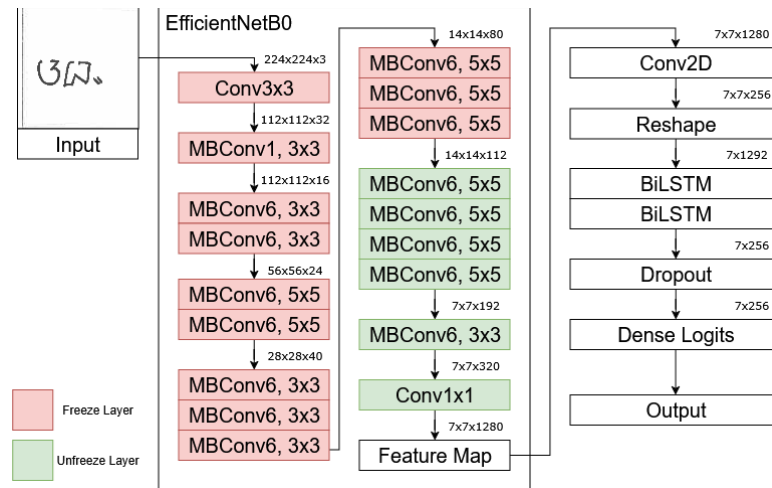 EfficientNetB0
Input
224x224x3
Conv3x3
112x112x32
MBConv1, 3x3
112x112x16
MBConv6, 3x3
MBConv6, 3x3
56x56x24
MBConv6, 5x5
MBConv6, 5x5
28x28x40
MBConv6, 3x3
MBConv6, 3x3
MBConv6, 3x3
14x14x80
MBConv6, 5x5
MBConv6, 5x5
MBConv6, 5x5
14x14x112
MBConv6, 5x5
MBConv6, 5x5
MBConv6, 5x5
MBConv6, 5x5
7x7x192
MBConv6, 3x3
7x7x320
Conv1x1
7x7x1280
Feature Map
7x7x1280
Conv2D
7x7x256
Reshape
7x1292
BiLSTM
BiLSTM
7x256
Dropout
7x256
Dense Logits
Output
Freeze Layer
Unfreeze Layer